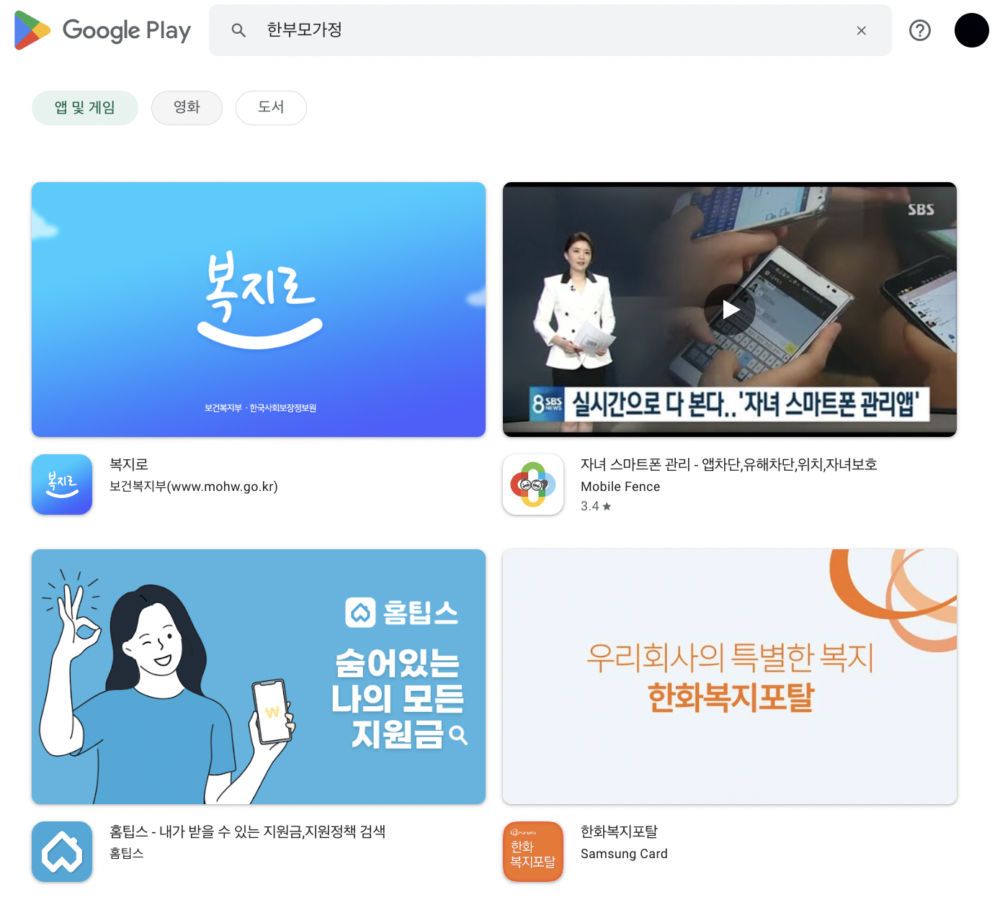 Google Play
한부모가정
앱 및 게임
영화
도서
복지로
보건복지부 · 한국사회보장정보원
SBS
8 SBS NEWS
실시간으로 다 본다..'자녀 스마트폰 관리앱'
복지로
복지로
보건복지부(www.mohw.go.kr)
자녀 스마트폰 관리 - 앱차단,유해차단,위치,자녀보호
Mobile Fence
3.4★
홈팁스
숨어있는
나의 모든
지원금
₩
우리회사의 특별한 복지
한화복지포탈
홈팁스 - 내가 받을 수 있는 지원금,지원정책 검색
홈팁스
Hanwha
한화
복지포탈
한화복지포탈
Samsung Card